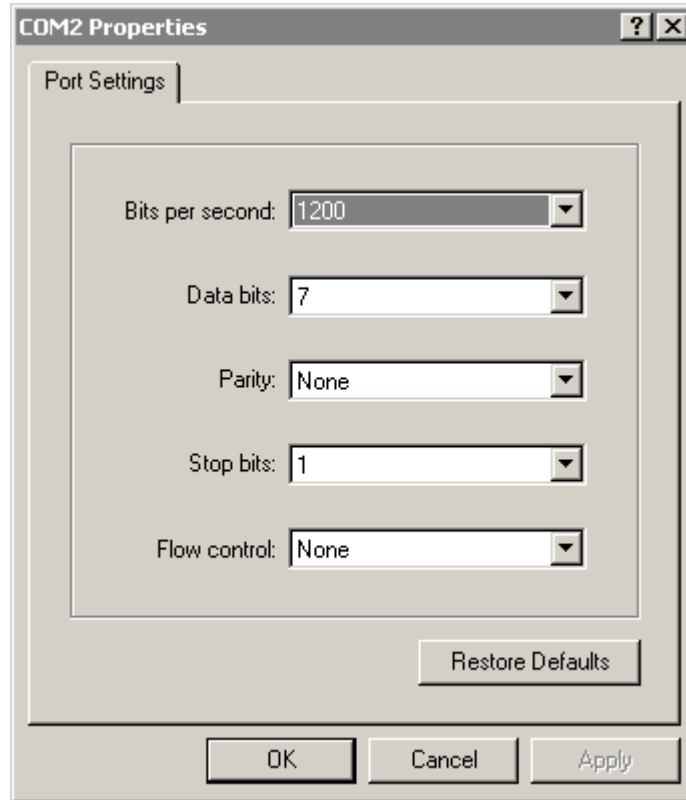 COM2 Properties
Port Settings
Bits per second: 1200
Data bits: 7
Parity: None
Stop bits: 1
Flow control: None
Restore Defaults
OK Cancel Apply